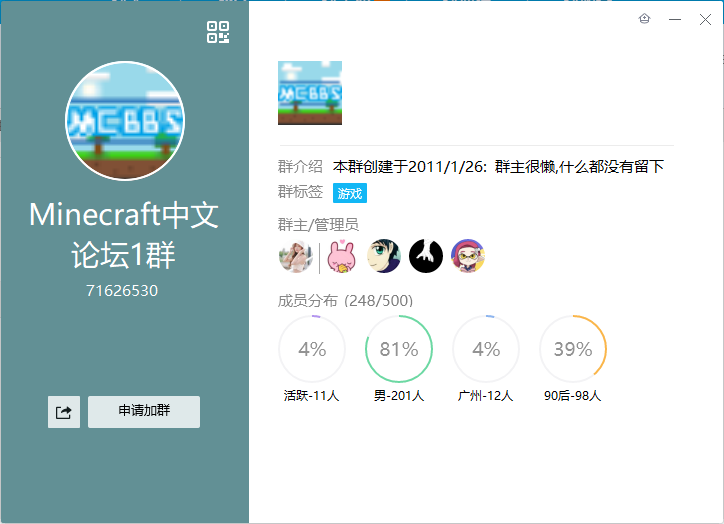 MCBBS
Minecraft中文
论坛1群
71626530
申请加群
MCBBS
群介绍 本群创建于2011/1/26: 群主很懒,什么都没有留下
群标签 游戏
群主/管理员
成员分布 (248/500)
4% 81% 4% 39%
活跃-11人 男-201人 广州-12人 90后-98人